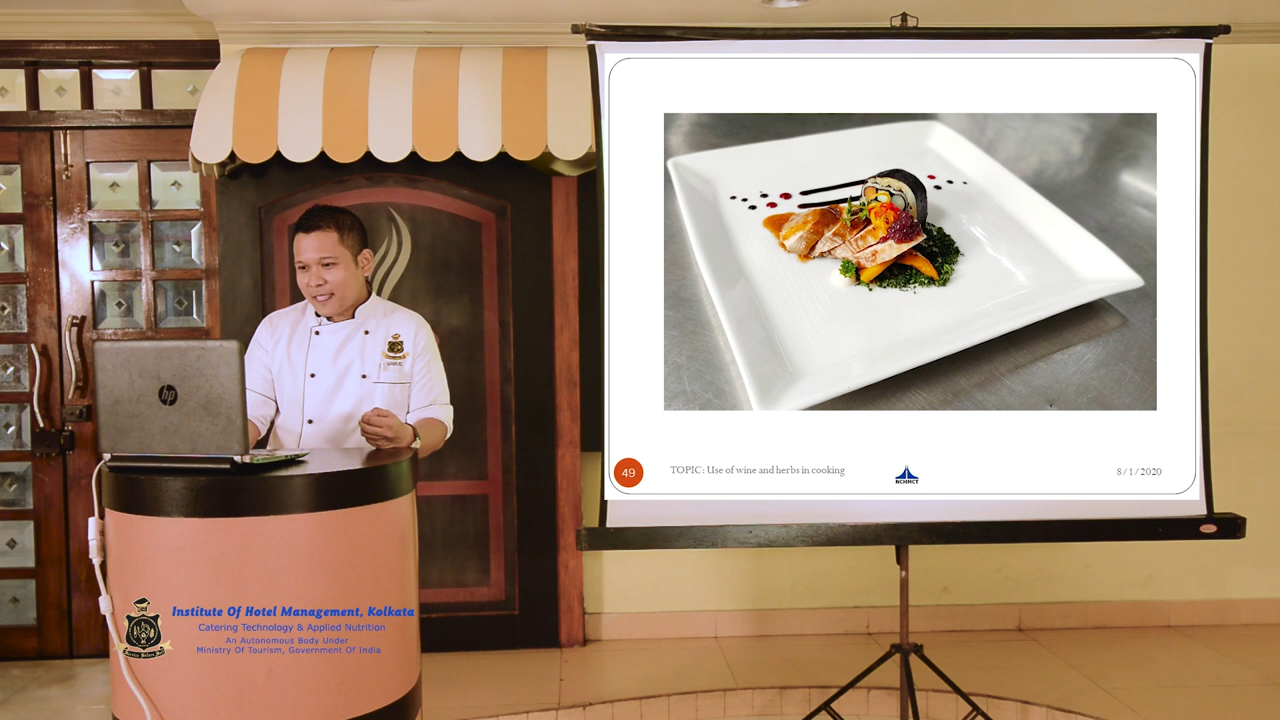 hp
49
TOPIC: Use of wine and herbs in cooking
NCHMCT
8/1/2020
Institute Of Hotel Management, Kolkata
Catering Technology & Applied Nutrition
An Autonomous Body Under
Ministry Of Tourism, Government Of India